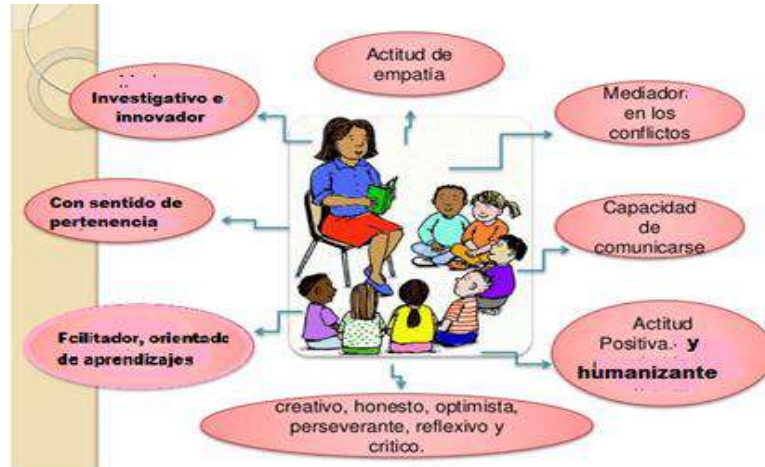 Actitud de
empatía
Investigativo e
innovador
Mediador.
en los
conflictos
Con sentido de
pertenencia
Capacidad
de
comunicarse
Fcilitador, orientado
de aprendizajes
Actitud
Positiva.. y
humanizante
creativo, honesto, optimista,
perseverante, reflexivo y
critico.